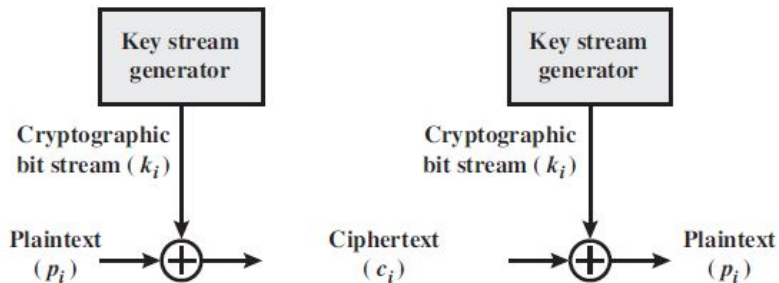 Key stream
generator
Key stream
generator
Cryptographic
bit stream ( kᵢ )
Cryptographic
bit stream ( kᵢ )
Plaintext
( pᵢ )
Ciphertext
( cᵢ )
Plaintext
( pᵢ )